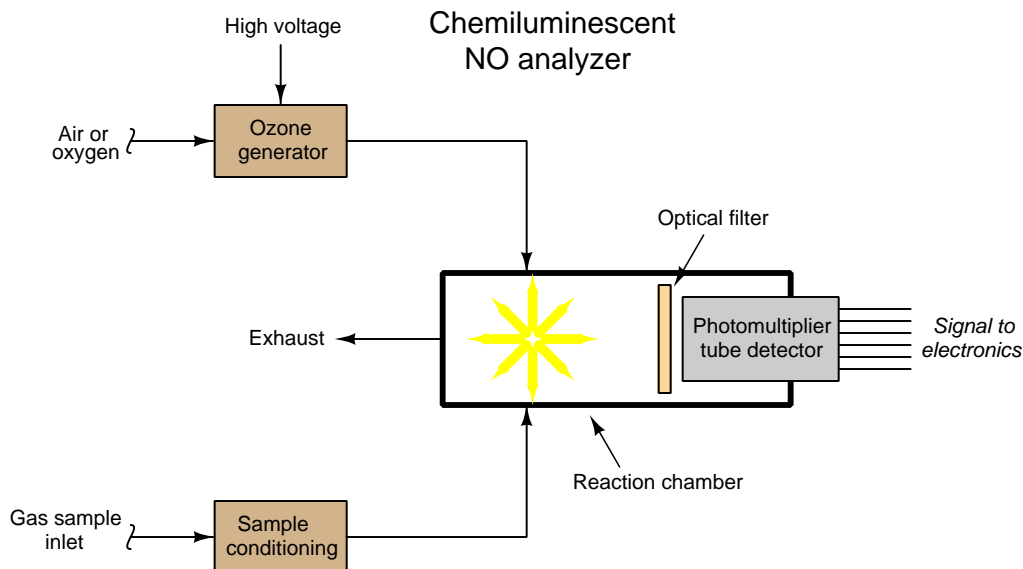 Chemiluminescent
NO analyzer
High voltage
Air or
oxygen
Ozone
generator
Optical filter
Exhaust
Photomultiplier
tube detector
Signal to
electronics
Reaction chamber
Gas sample
inlet
Sample
conditioning